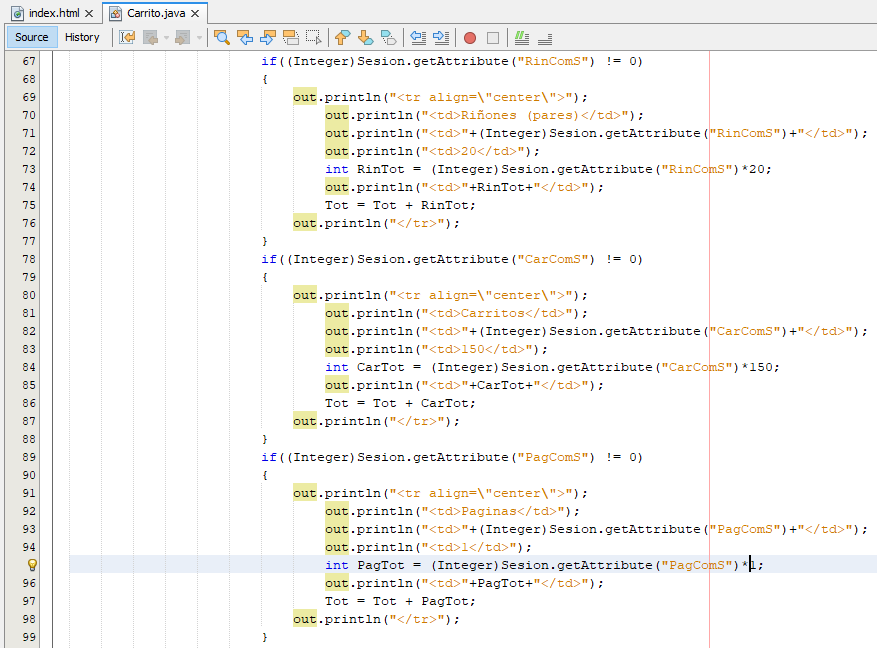 index.html Carrito.java
Source History
67 if((Integer)Sesion.getAttribute("RinComS") != 0)
68 {
69 out.println("<tr align=\"center\">");
70 out.println("<td>Riñones (pares)</td>");
71 out.println("<td>"+(Integer)Sesion.getAttribute("RinComS")+"</td>");
72 out.println("<td>20</td>");
73 int RinTot = (Integer)Sesion.getAttribute("RinComS")*20;
74 out.println("<td>"+RinTot+"</td>");
75 Tot = Tot + RinTot;
76 out.println("</tr>");
77 }
78 if((Integer)Sesion.getAttribute("CarComS") != 0)
79 {
80 out.println("<tr align=\"center\">");
81 out.println("<td>Carritos</td>");
82 out.println("<td>"+(Integer)Sesion.getAttribute("CarComS")+"</td>");
83 out.println("<td>150</td>");
84 int CarTot = (Integer)Sesion.getAttribute("CarComS")*150;
85 out.println("<td>"+CarTot+"</td>");
86 Tot = Tot + CarTot;
87 out.println("</tr>");
88 }
89 if((Integer)Sesion.getAttribute("PagComS") != 0)
90 {
91 out.println("<tr align=\"center\">");
92 out.println("<td>Paginas</td>");
93 out.println("<td>"+(Integer)Sesion.getAttribute("PagComS")+"</td>");
94 out.println("<td>1</td>");
int PagTot = (Integer)Sesion.getAttribute("PagComS")*1;
96 out.println("<td>"+PagTot+"</td>");
97 Tot = Tot + PagTot;
98 out.println("</tr>");
99 }